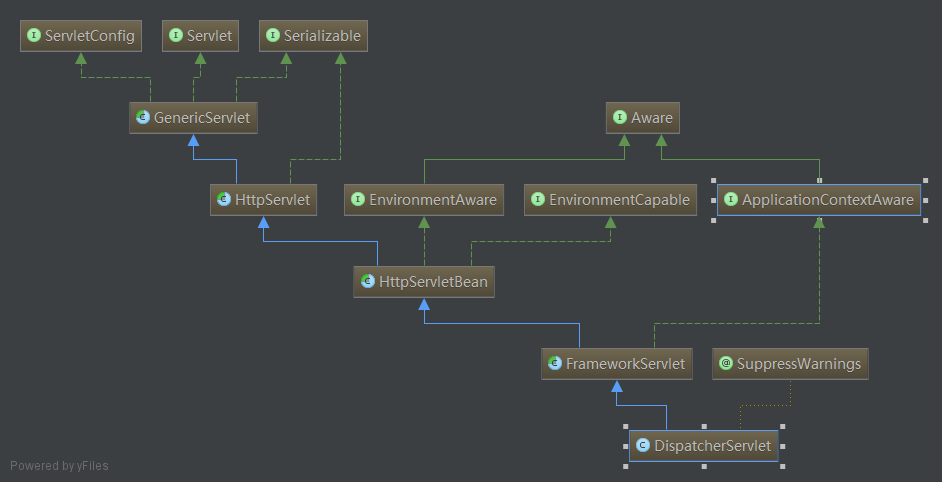 I ServletConfig
I Servlet
I Serializable
C GenericServlet
I Aware
C HttpServlet
I EnvironmentAware
I EnvironmentCapable
I ApplicationContextAware
C HttpServletBean
C FrameworkServlet
@ SuppressWarnings
C DispatcherServlet
Powered by yFiles